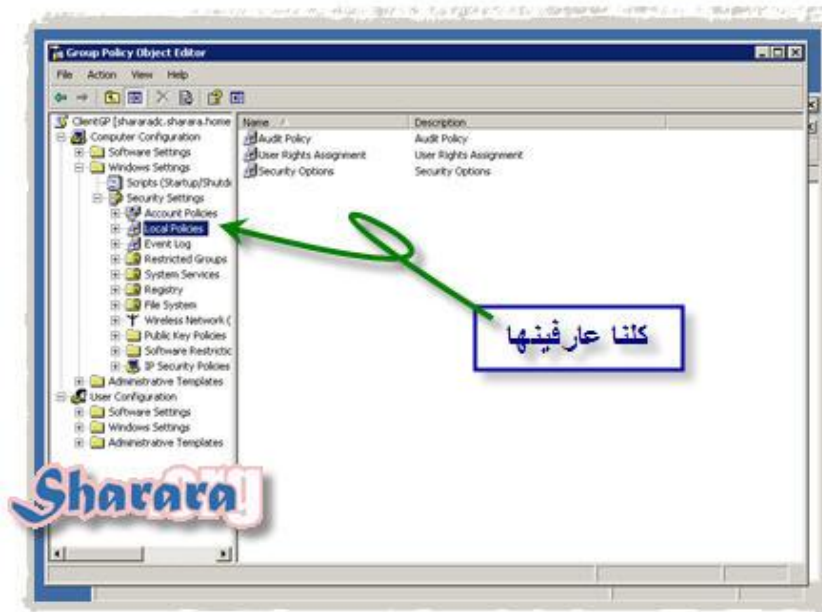 Group Policy Object Editor
File Action View Help
ClientGP [shararadc.sharara.home
Computer Configuration
Software Settings
Windows Settings
Scripts (Startup/Shutd
Security Settings
Account Policies
Local Policies
Event Log
Restricted Groups
System Services
Registry
File System
Wireless Network (
Public Key Policies
Software Restrictic
IP Security Policies
Administrative Templates
User Configuration
Software Settings
Windows Settings
Administrative Templates
Name Description
Audit Policy Audit Policy
User Rights Assignment User Rights Assignment
Security Options Security Options
كلنا عارفينها
Sharara.org